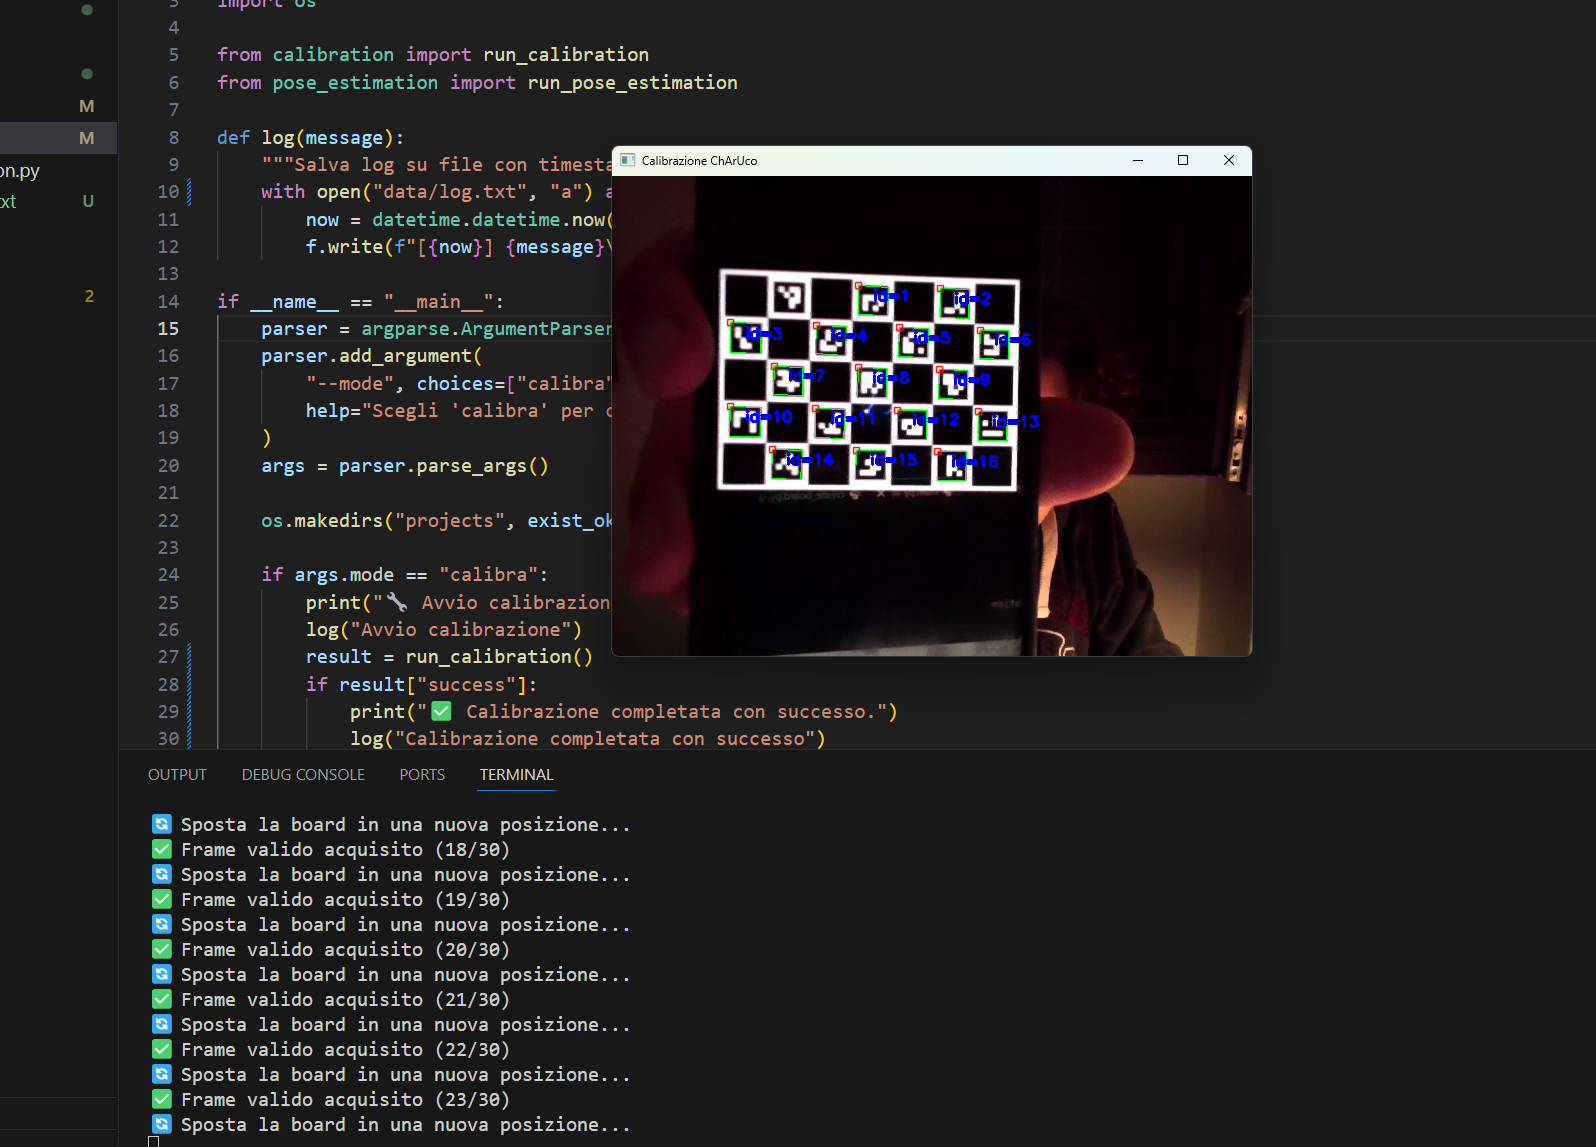 3 import os
4
5 from calibration import run_calibration
6 from pose_estimation import run_pose_estimation
7
8 def log(message):
9 """Salva log su file con timesta
10 with open("data/log.txt", "a") a
11 now = datetime.datetime.now(
12 f.write(f"[{now}] {message}\
13
14 if __name__ == "__main__":
15 parser = argparse.ArgumentParser
16 parser.add_argument(
17 "--mode", choices=["calibra"
18 help="Scegli 'calibra' per c
19 )
20 args = parser.parse_args()
21
22 os.makedirs("projects", exist_ok
23
24 if args.mode == "calibra":
25 print("🔧 Avvio calibrazion
26 log("Avvio calibrazione")
27 result = run_calibration()
28 if result["success"]:
29 print("✅ Calibrazione completata con successo.")
30 log("Calibrazione completata con successo")
M
M
on.py
xt U
2
Calibrazione ChArUco
id=1 id=2
id=3 id=4 id=5 id=6
id=7 id=8 id=9
id=10 id=11 id=12 id=13
id=14 id=15 id=16
OUTPUT DEBUG CONSOLE PORTS TERMINAL
🔄 Sposta la board in una nuova posizione...
✅ Frame valido acquisito (18/30)
🔄 Sposta la board in una nuova posizione...
✅ Frame valido acquisito (19/30)
🔄 Sposta la board in una nuova posizione...
✅ Frame valido acquisito (20/30)
🔄 Sposta la board in una nuova posizione...
✅ Frame valido acquisito (21/30)
🔄 Sposta la board in una nuova posizione...
✅ Frame valido acquisito (22/30)
🔄 Sposta la board in una nuova posizione...
✅ Frame valido acquisito (23/30)
🔄 Sposta la board in una nuova posizione...